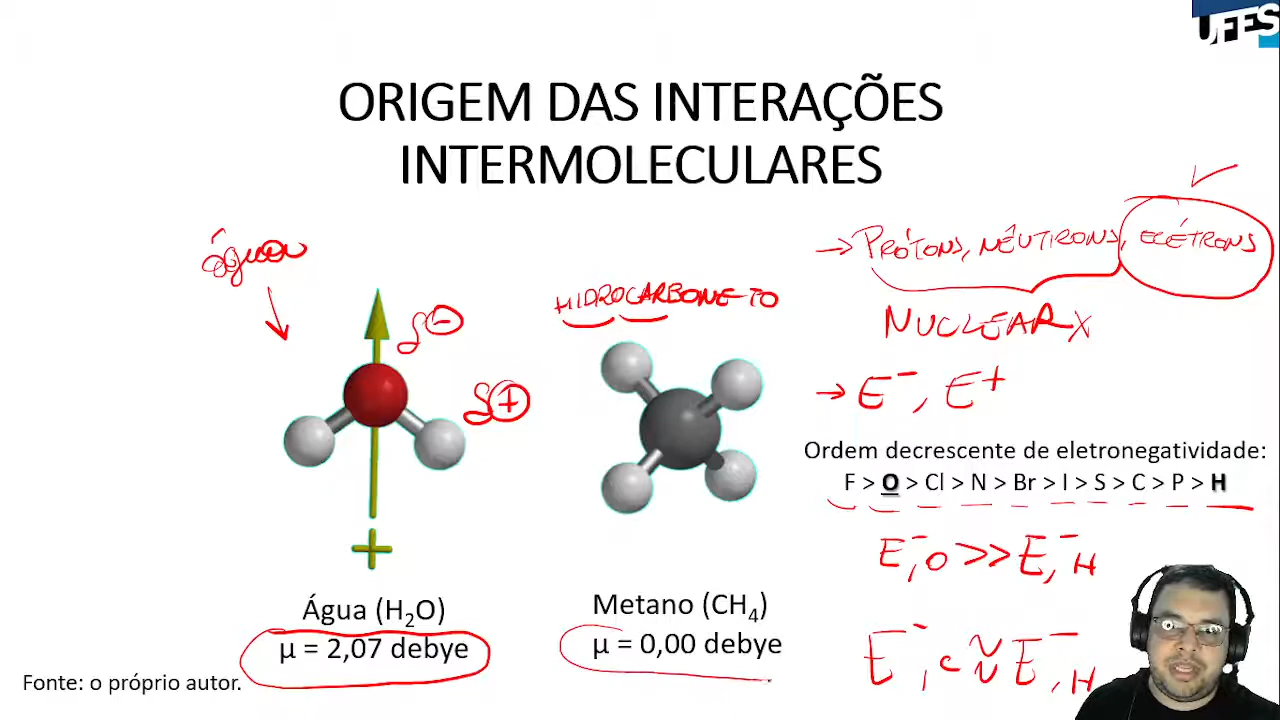 UFES
ORIGEM DAS INTERAÇÕES
INTERMOLECULARES
água
→ PRÓTONS, NÊUTRONS, ELÉTRONS
HIDROCARBONETO
NUCLEAR X
δ-
δ+
→ E-, E+
Ordem decrescente de eletronegatividade:
F > O > Cl > N > Br > I > S > C > P > H
E-, O >> E-, H
+
Água (H₂O)
μ = 2,07 debye
Metano (CH₄)
μ = 0,00 debye
E-, C ≈ E-, H
Fonte: o próprio autor.